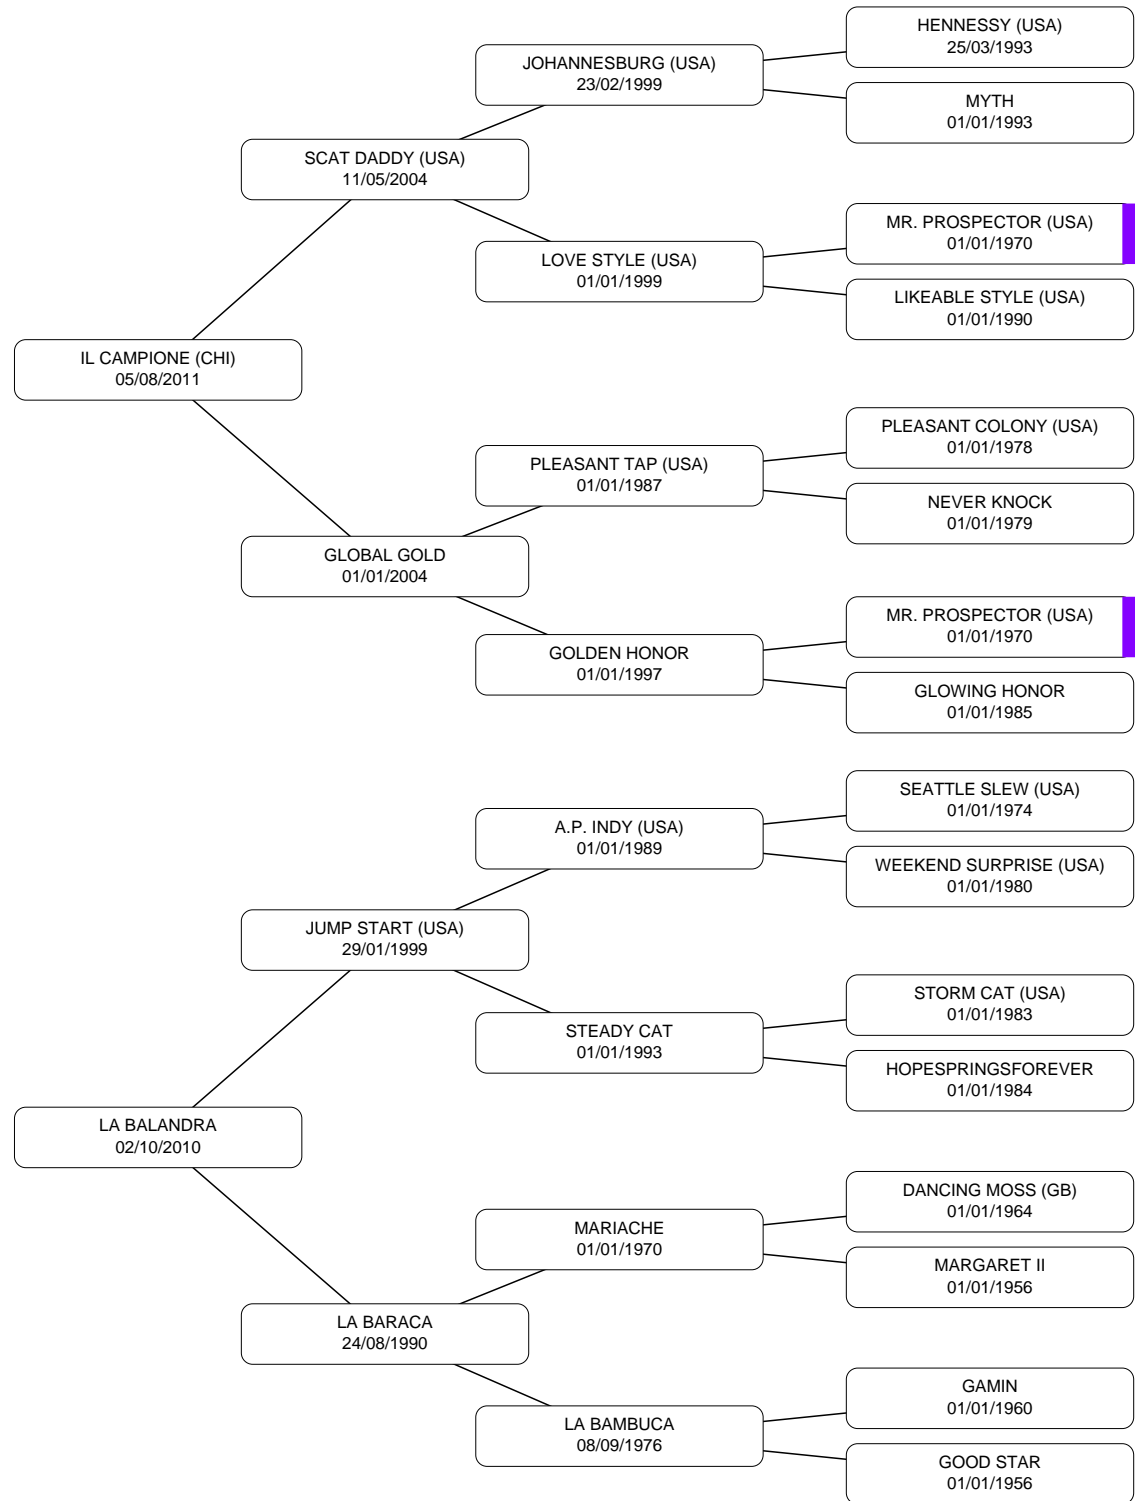 HENNESSY (USA)
25/03/1993
JOHANNESBURG (USA)
23/02/1999
MYTH
01/01/1993
SCAT DADDY (USA)
11/05/2004
MR. PROSPECTOR (USA)
01/01/1970
LOVE STYLE (USA)
01/01/1999
LIKEABLE STYLE (USA)
01/01/1990
IL CAMPIONE (CHI)
05/08/2011
PLEASANT COLONY (USA)
01/01/1978
PLEASANT TAP (USA)
01/01/1987
NEVER KNOCK
01/01/1979
GLOBAL GOLD
01/01/2004
MR. PROSPECTOR (USA)
01/01/1970
GOLDEN HONOR
01/01/1997
GLOWING HONOR
01/01/1985
SEATTLE SLEW (USA)
01/01/1974
A.P. INDY (USA)
01/01/1989
WEEKEND SURPRISE (USA)
01/01/1980
JUMP START (USA)
29/01/1999
STORM CAT (USA)
01/01/1983
STEADY CAT
01/01/1993
HOPESPRINGSFOREVER
01/01/1984
LA BALANDRA
02/10/2010
DANCING MOSS (GB)
01/01/1964
MARIACHE
01/01/1970
MARGARET II
01/01/1956
LA BARACA
24/08/1990
GAMIN
01/01/1960
LA BAMBUCA
08/09/1976
GOOD STAR
01/01/1956